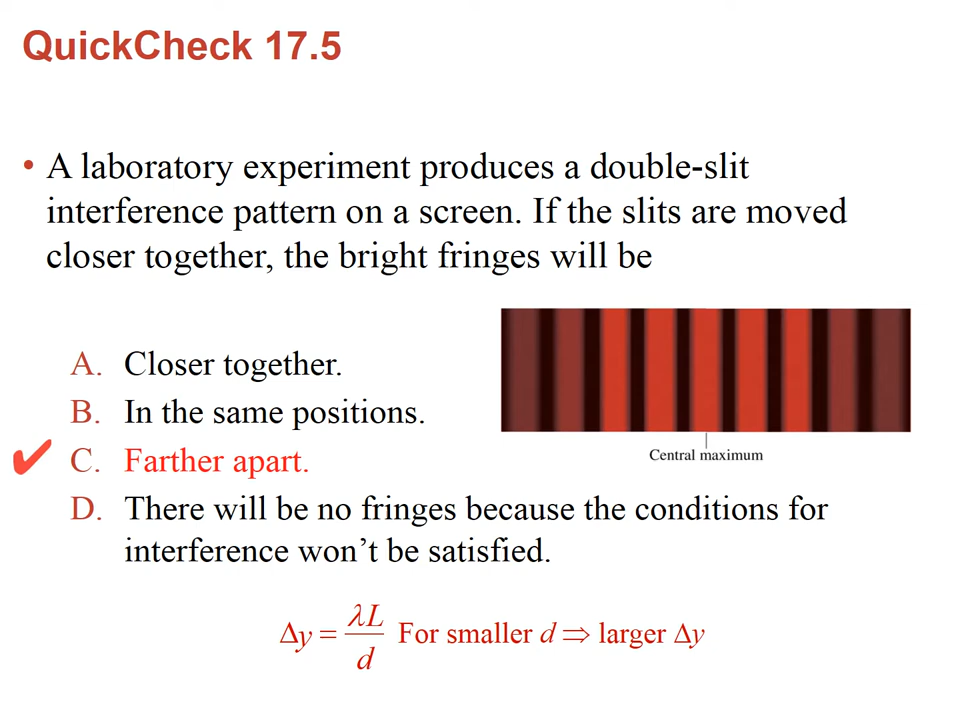 QuickCheck 17.5
• A laboratory experiment produces a double-slit
interference pattern on a screen. If the slits are moved
closer together, the bright fringes will be
A. Closer together.
B. In the same positions.
✔ C. Farther apart.
D. There will be no fringes because the conditions for
interference won’t be satisfied.
Central maximum
Δy = λL/d For smaller d ⇒ larger Δy